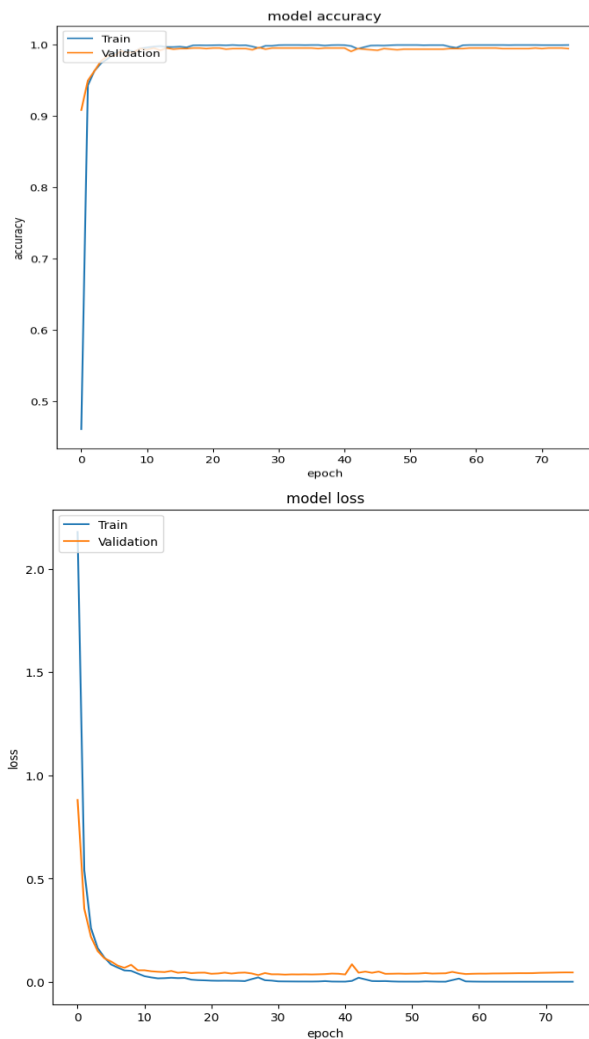 model accuracy
Train
Validation
1.0
0.9
0.8
0.7
0.6
0.5
accuracy
0 10 20 30 40 50 60 70
epoch
model loss
Train
Validation
2.0
1.5
1.0
0.5
0.0
loss
0 10 20 30 40 50 60 70
epoch